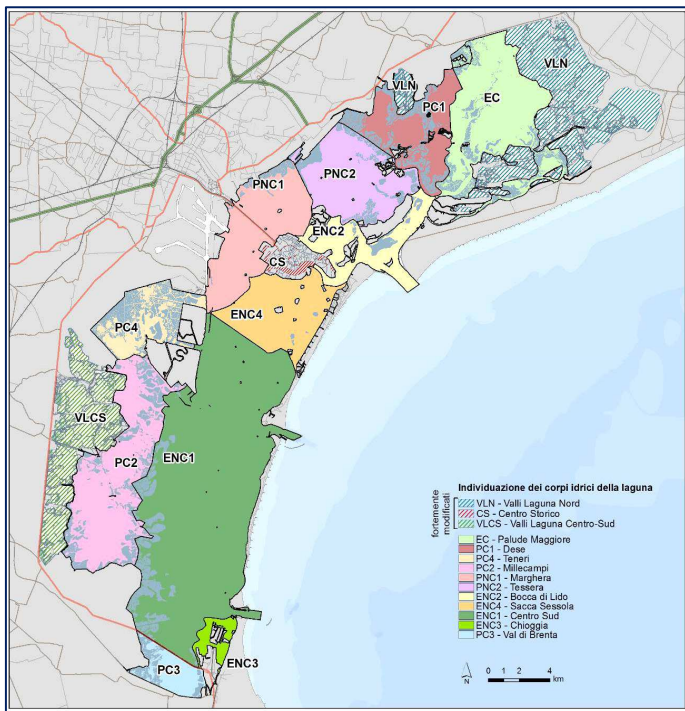 VLN
VLN
PC1
EC
PNC2
PNC1
ENC2
CS
ENC4
PC4
VLCS
PC2
ENC1
PC3
ENC3
Individuazione dei corpi idrici della laguna
fortemente
modificati
VLN - Valli Laguna Nord
CS - Centro Storico
VLCS - Valli Laguna Centro-Sud
EC - Palude Maggiore
PC1 - Dese
PC4 - Teneri
PC2 - Millecampi
PNC1 - Marghera
PNC2 - Tessera
ENC2 - Bocca di Lido
ENC4 - Sacca Sessola
ENC1 - Centro Sud
ENC3 - Chioggia
PC3 - Val di Brenta
N
0 1 2 4
km